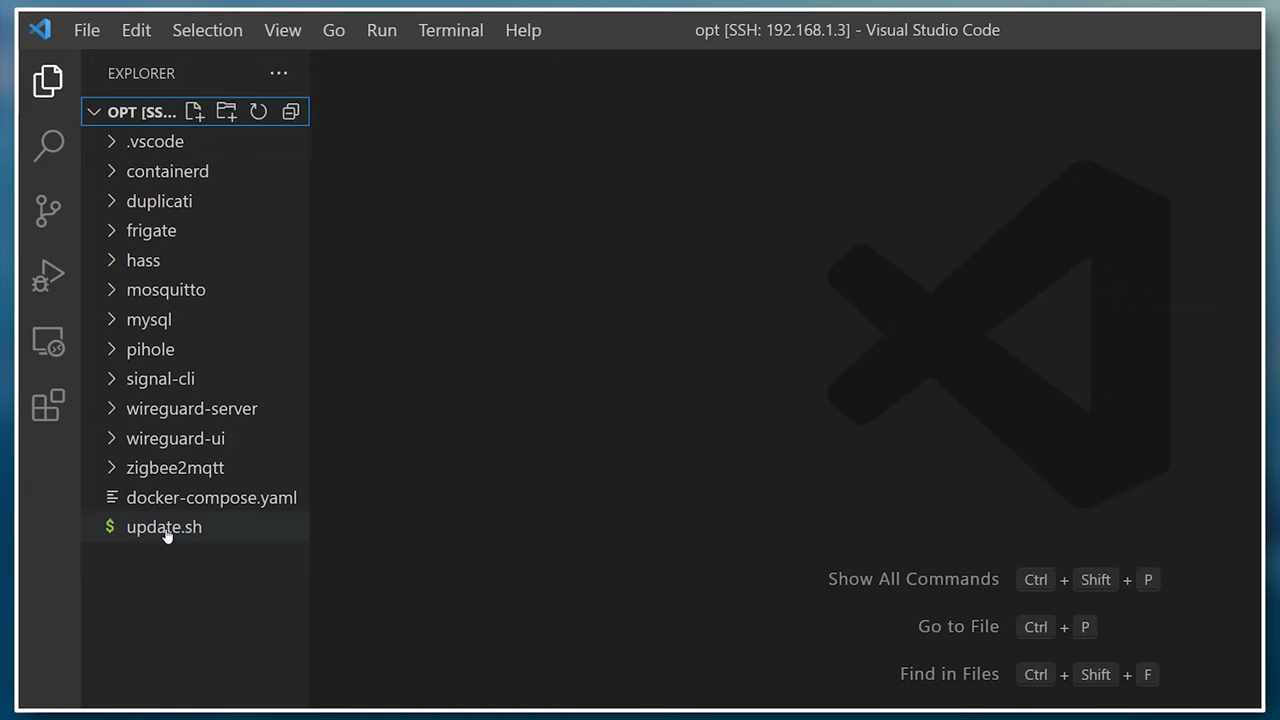 File Edit Selection View Go Run Terminal Help opt [SSH: 192.168.1.3] - Visual Studio Code
EXPLORER ...
OPT [SS...
.vscode
containerd
duplicati
frigate
hass
mosquitto
mysql
pihole
signal-cli
wireguard-server
wireguard-ui
zigbee2mqtt
docker-compose.yaml
$ update.sh
Show All Commands Ctrl + Shift + P
Go to File Ctrl + P
Find in Files Ctrl + Shift + F